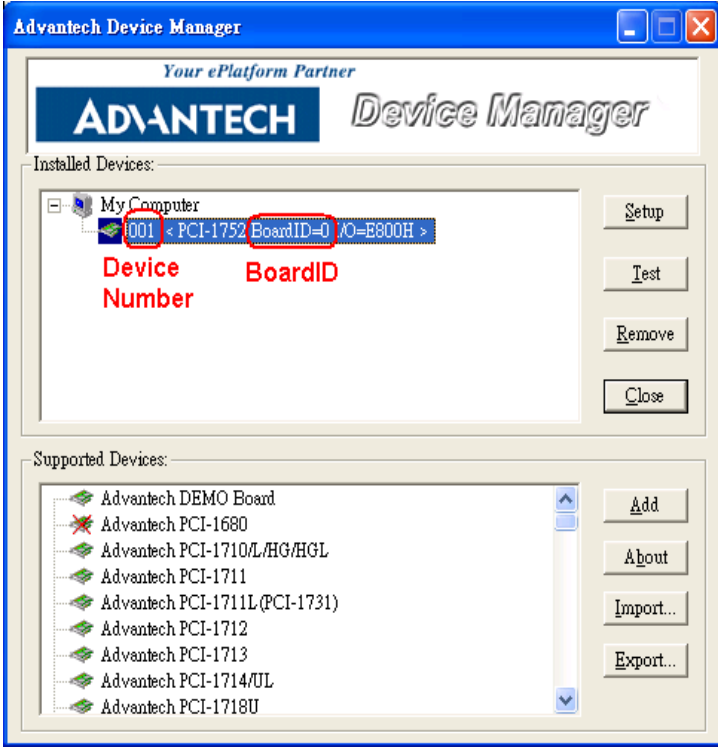 Advantech Device Manager
Your ePlatform Partner
ADVANTECH Device Manager
Installed Devices:
My Computer
001 < PCI-1752 BoardID=0 I/O=E800H >
Device Number
BoardID
Setup
Test
Remove
Close
Supported Devices:
Advantech DEMO Board
Advantech PCI-1680
Advantech PCI-1710/L/HG/HGL
Advantech PCI-1711
Advantech PCI-1711L(PCI-1731)
Advantech PCI-1712
Advantech PCI-1713
Advantech PCI-1714/UL
Advantech PCI-1718U
Add
About
Import...
Export...